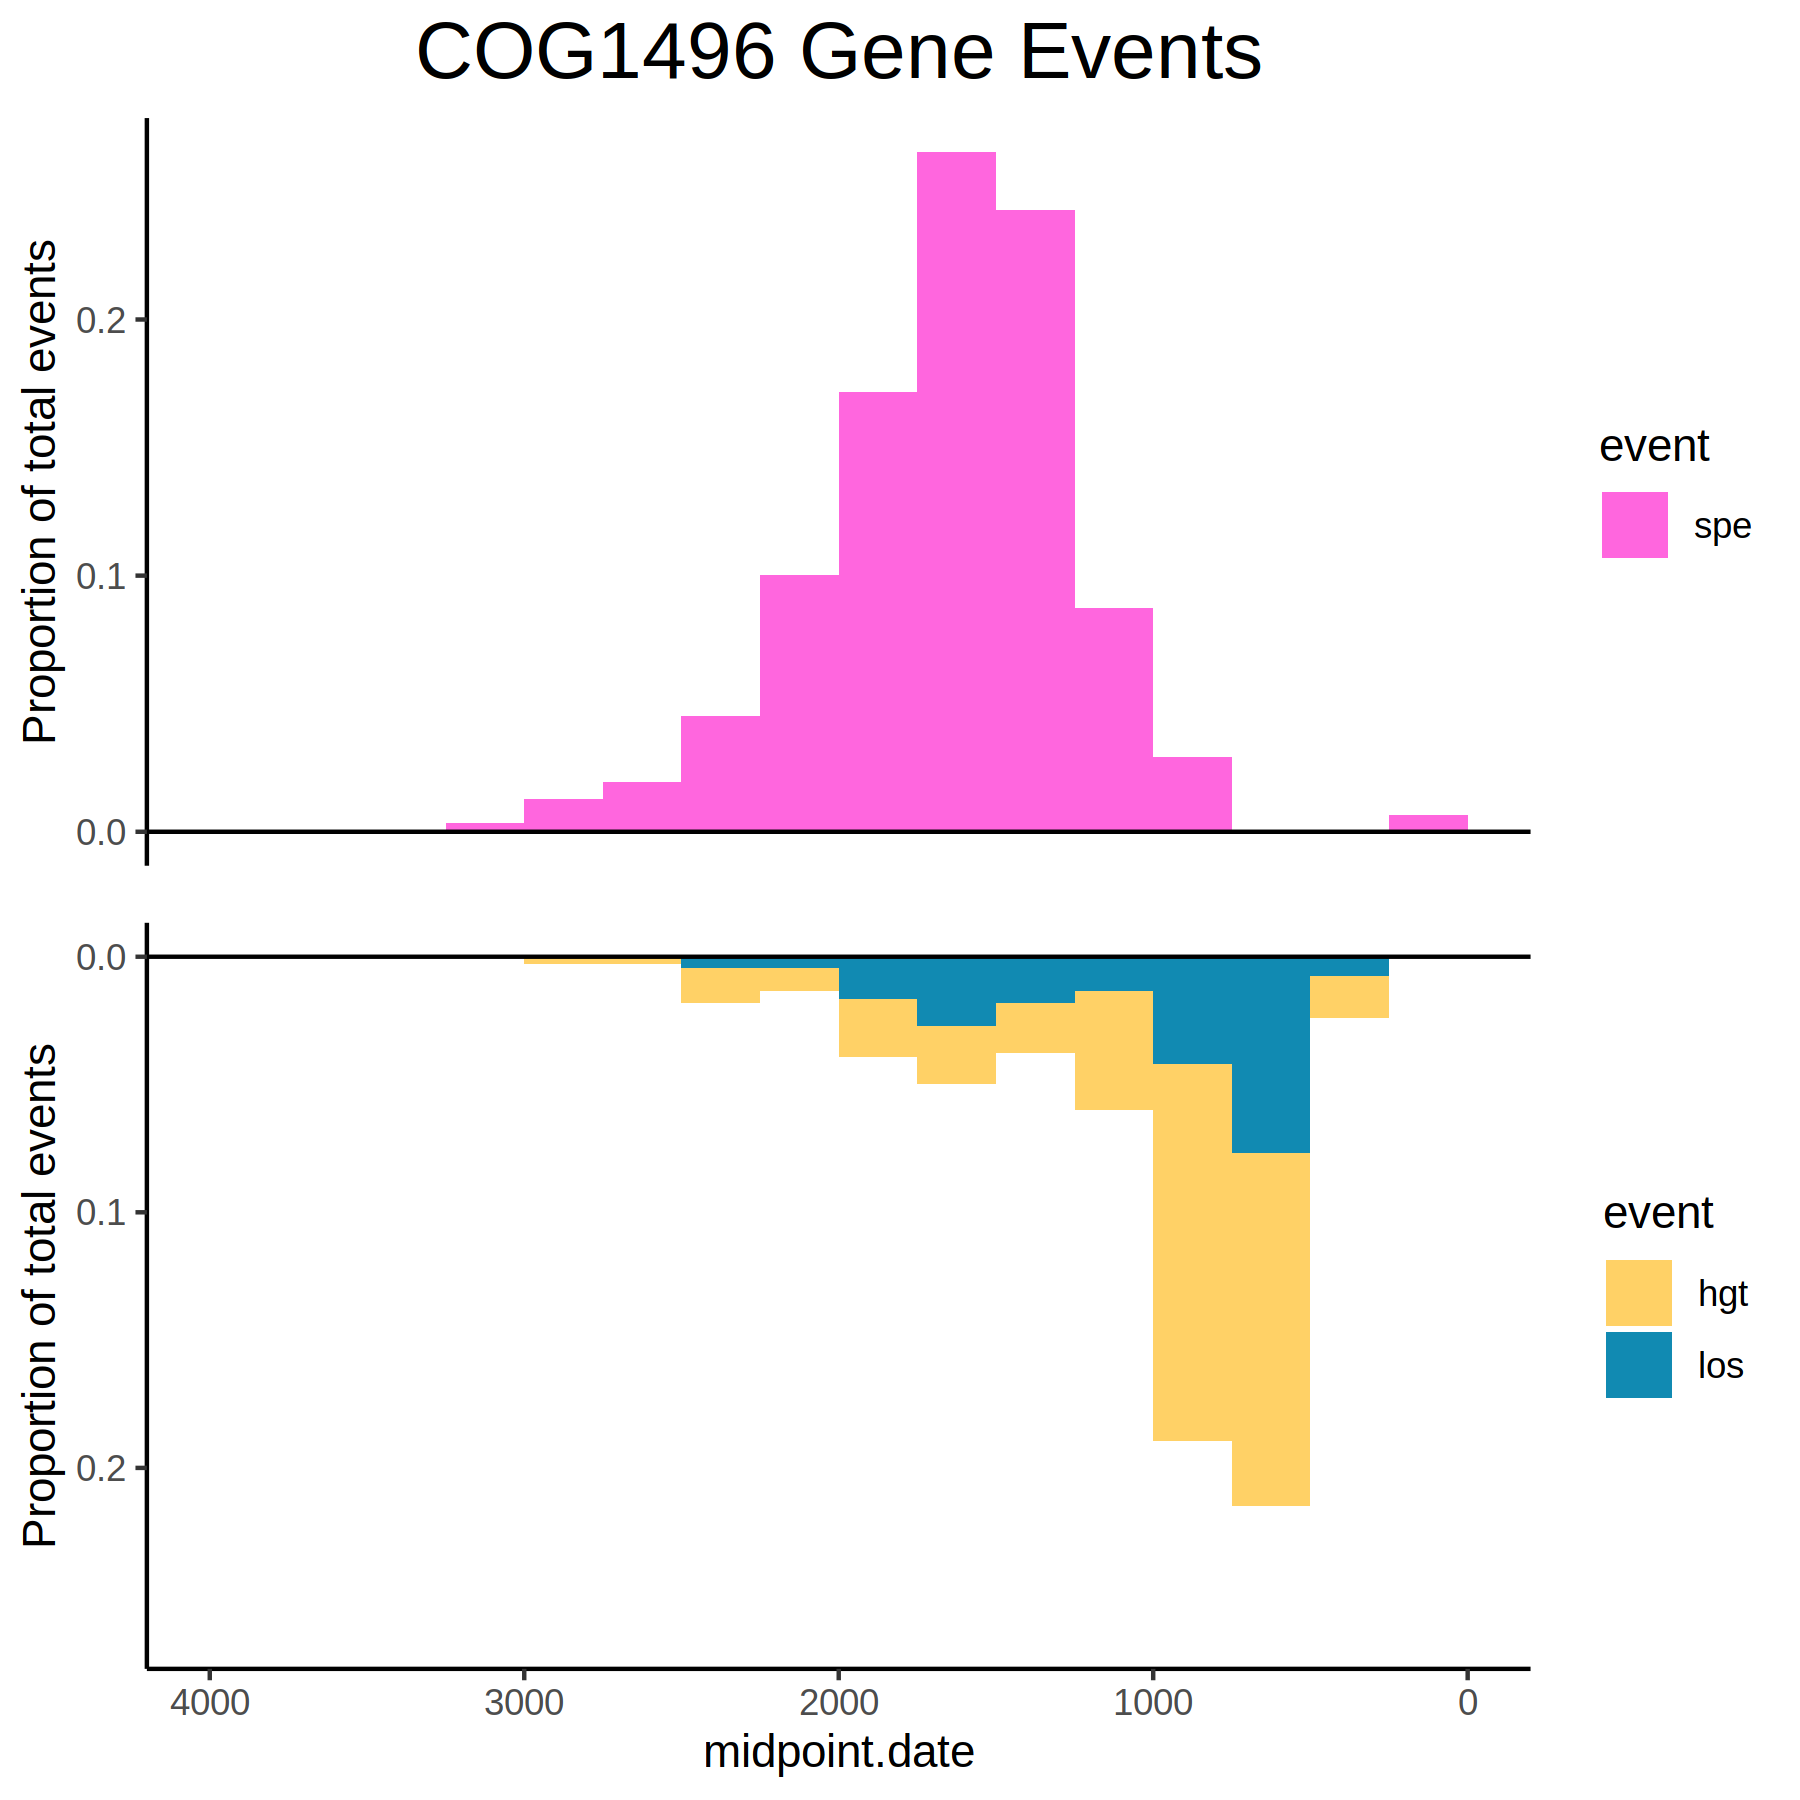 COG1496 Gene Events
Proportion of total events
0.2
0.1
0.0
event
spe
Proportion of total events
0.0
0.1
0.2
event
hgt
los
4000 3000 2000 1000 0
midpoint.date